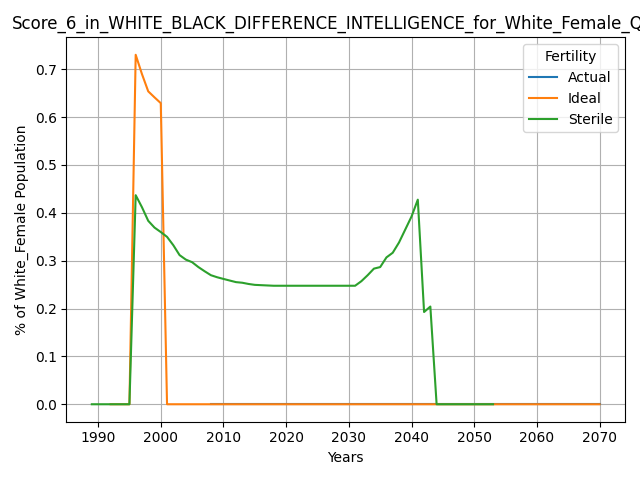 Score_6_in_WHITE_BLACK_DIFFERENCE_INTELLIGENCE_for_White_Female_Q
% of White_Female Population
0.7
0.6
0.5
0.4
0.3
0.2
0.1
0.0
Fertility
Actual
Ideal
Sterile
1990 2000 2010 2020 2030 2040 2050 2060 2070
Years